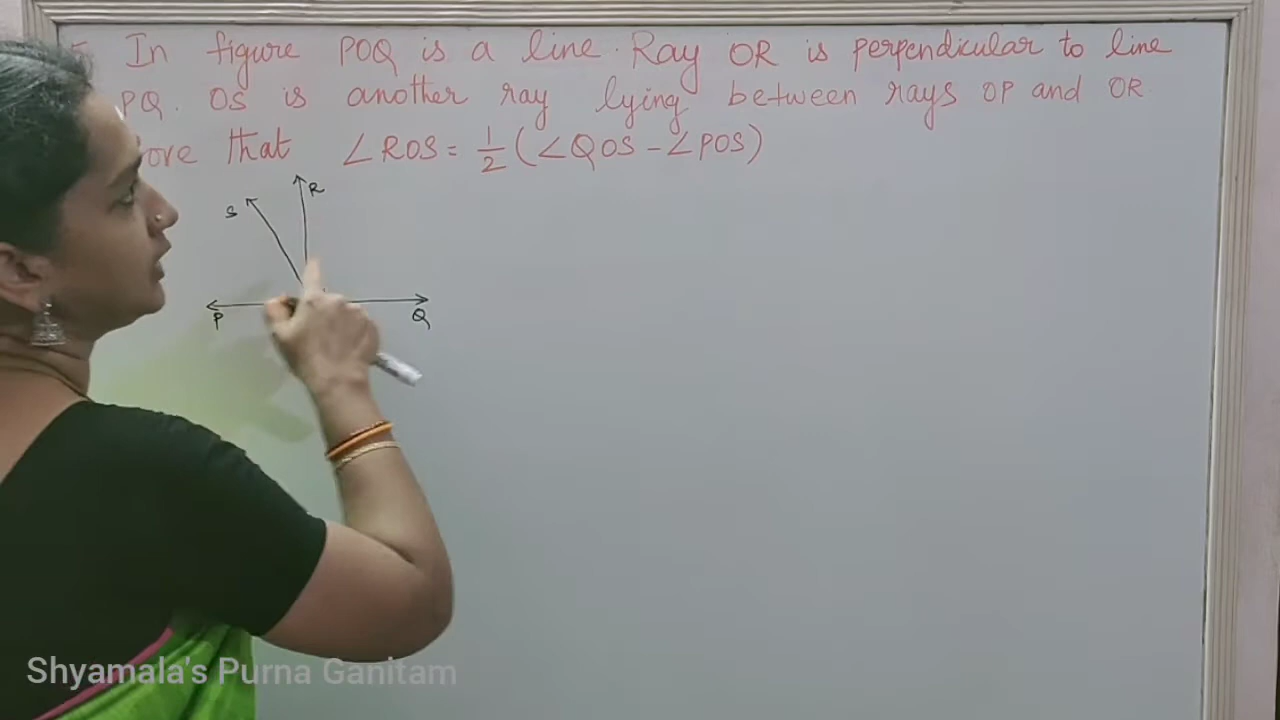 In figure POQ is a line. Ray OR is perpendicular to line
PQ. OS is another ray lying between rays OP and OR.
that ∠ROS = 1/2 (∠QOS - ∠POS)
R
S
P
Q
Shyamala's Purna Ganitam